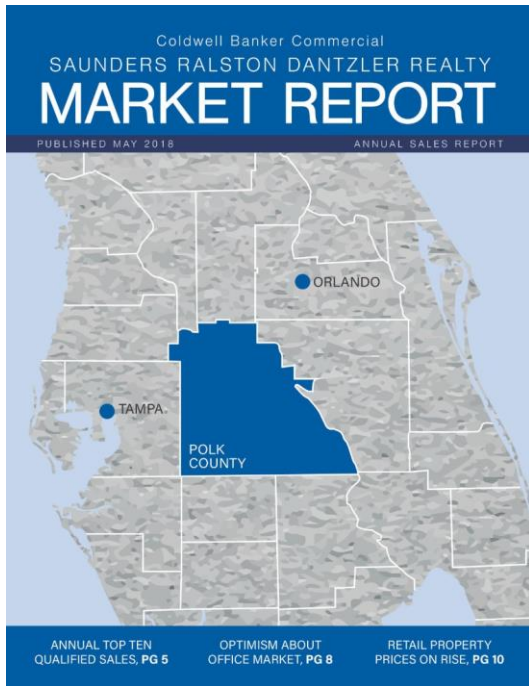 Coldwell Banker Commercial
SAUNDERS RALSTON DANTZLER REALTY
MARKET REPORT
PUBLISHED MAY 2018 ANNUAL SALES REPORT
ORLANDO
TAMPA
POLK
COUNTY
ANNUAL TOP TEN
QUALIFIED SALES, PG 5
OPTIMISM ABOUT
OFFICE MARKET, PG 8
RETAIL PROPERTY
PRICES ON RISE, PG 10